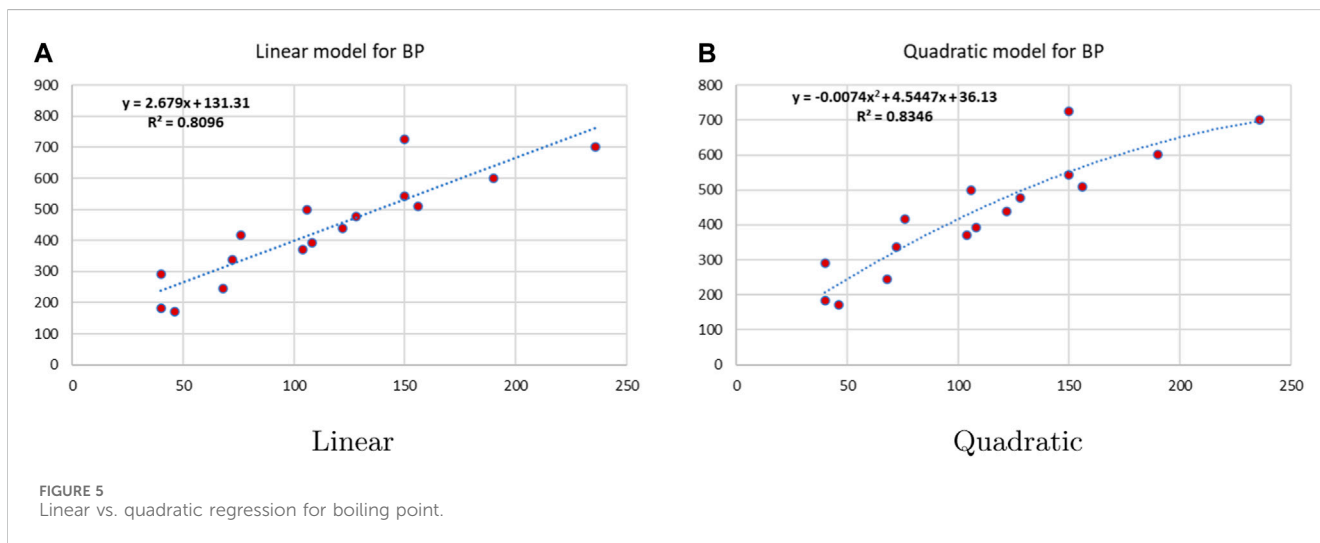 A
Linear model for BP
y = 2.679x + 131.31
R² = 0.8096
900
800
700
600
500
400
300
200
100
0
0 50 100 150 200 250
Linear
B
Quadratic model for BP
y = -0.0074x² + 4.5447x + 36.13
R² = 0.8346
800
700
600
500
400
300
200
100
0
0 50 100 150 200 250
Quadratic
FIGURE 5
Linear vs. quadratic regression for boiling point.